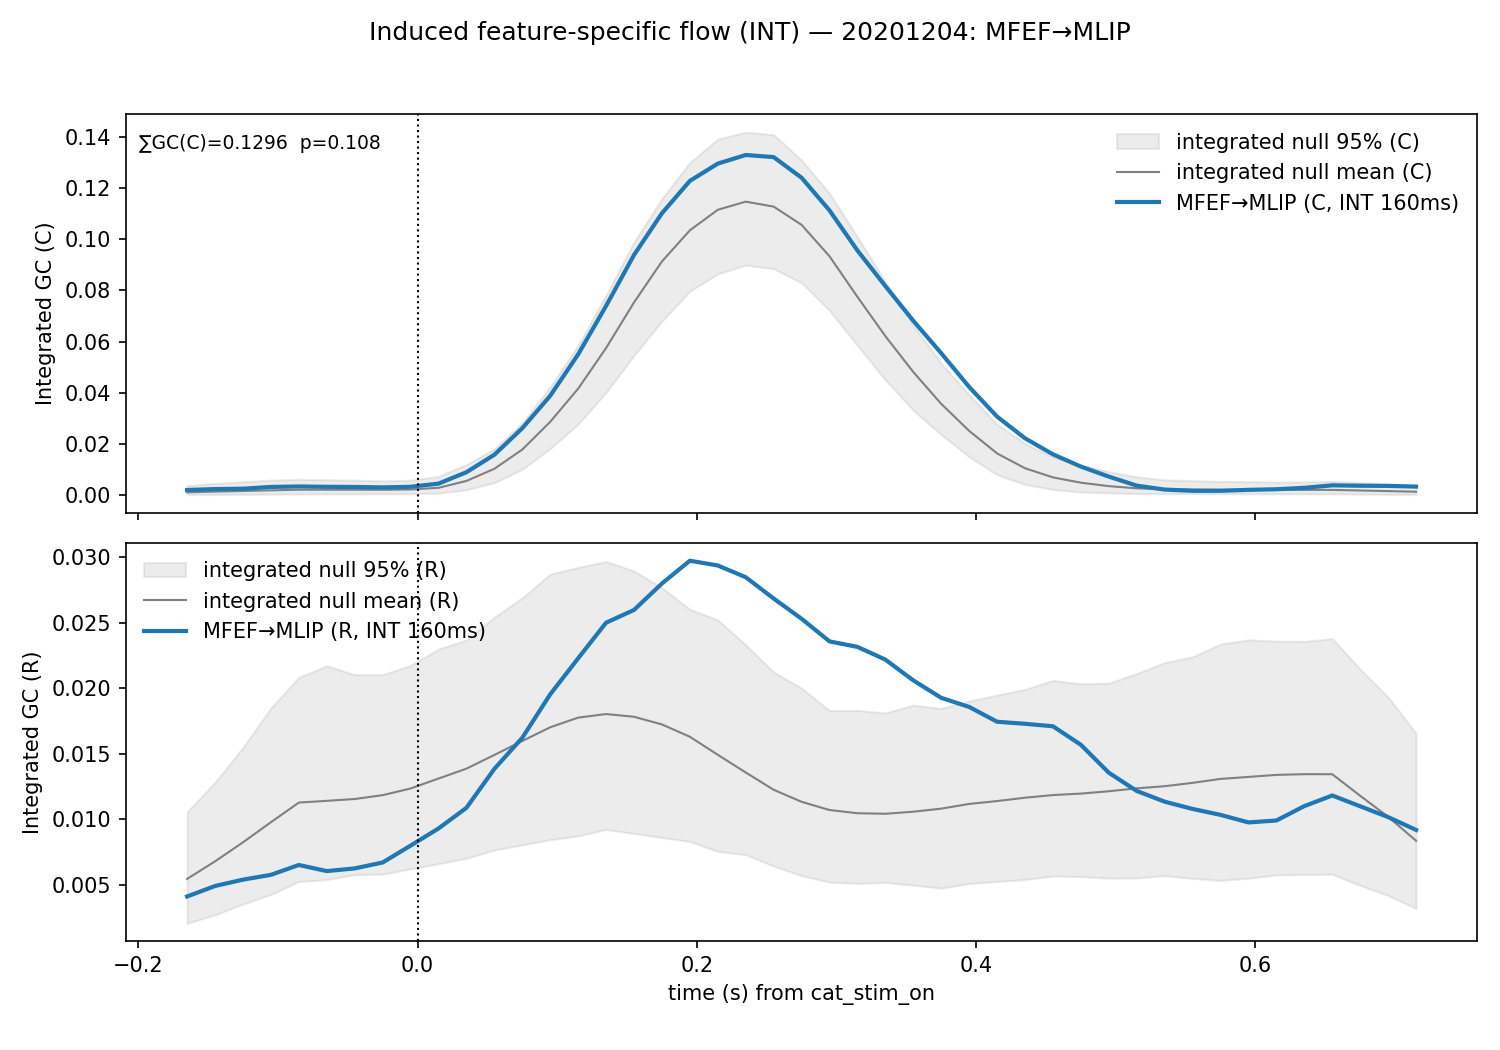 Induced feature-specific flow (INT) — 20201204: MFEF→MLIP
∑GC(C)=0.1296  p=0.108
integrated null 95% (C)
integrated null mean (C)
MFEF→MLIP (C, INT 160ms)
Integrated GC (C)
0.14
0.12
0.10
0.08
0.06
0.04
0.02
0.00
integrated null 95% (R)
integrated null mean (R)
MFEF→MLIP (R, INT 160ms)
Integrated GC (R)
0.030
0.025
0.020
0.015
0.010
0.005
−0.2 0.0 0.2 0.4 0.6
time (s) from cat_stim_on